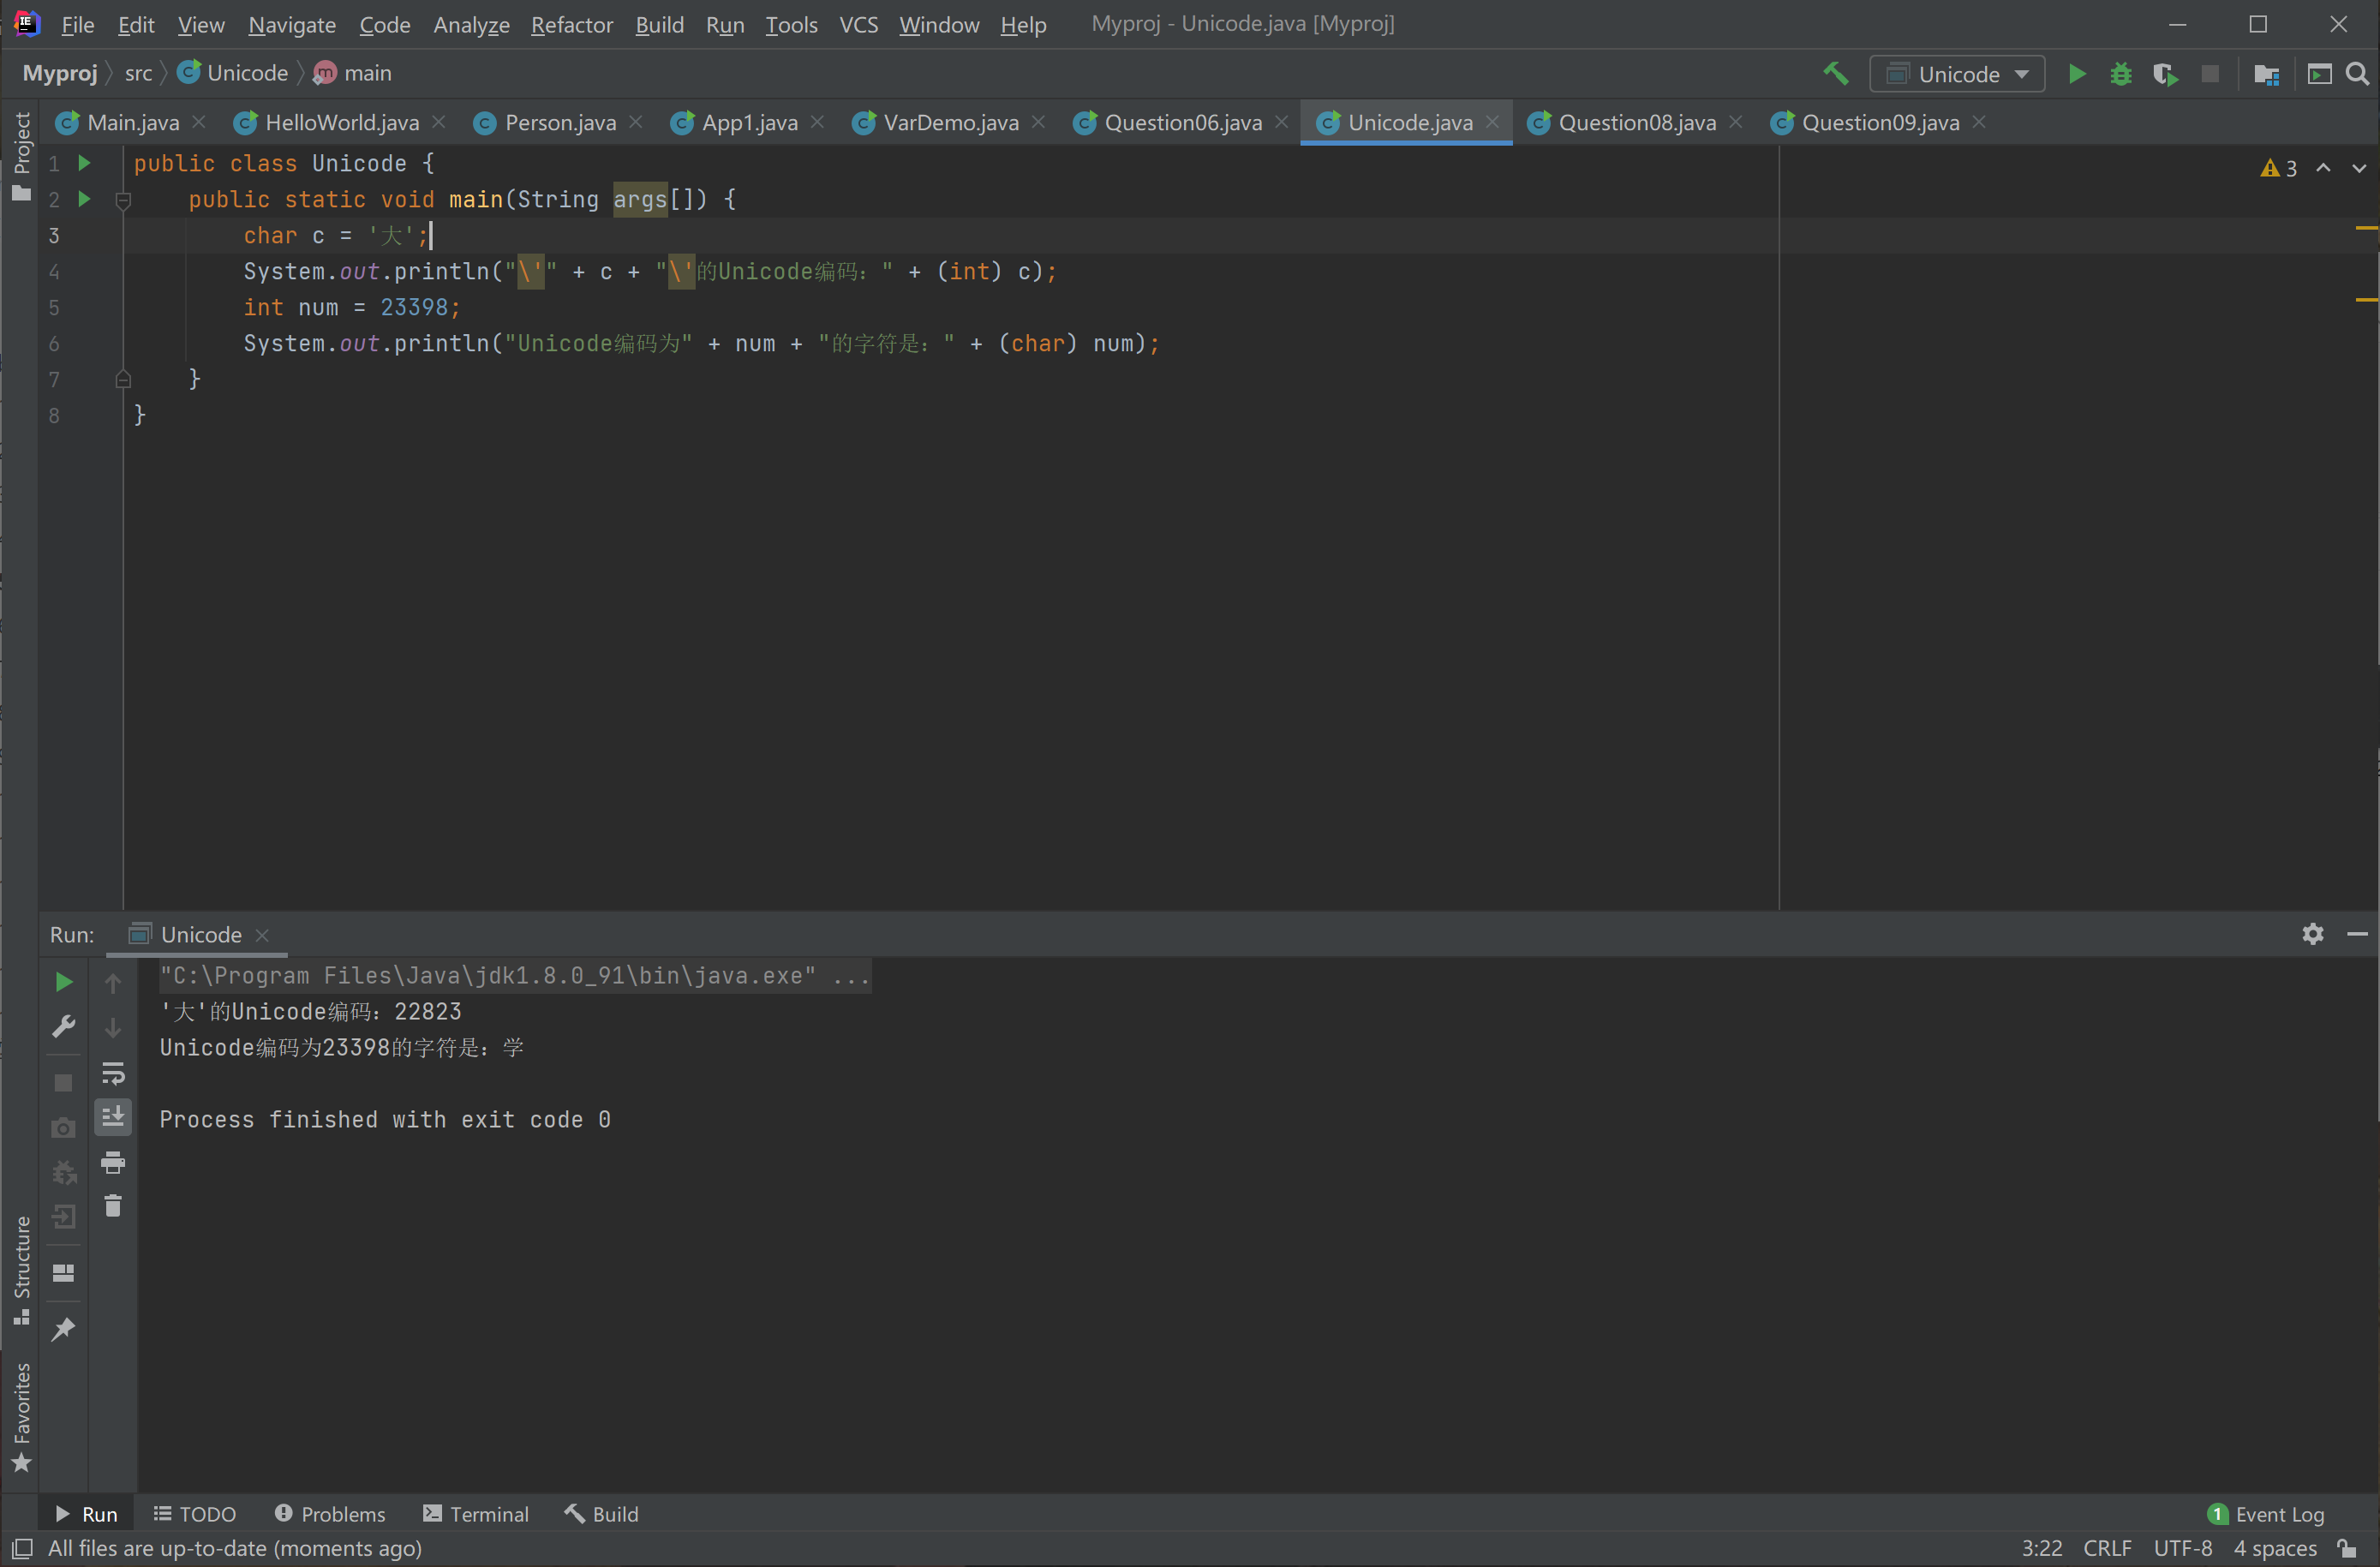 File Edit View Navigate Code Analyze Refactor Build Run Tools VCS Window Help Myproj - Unicode.java [Myproj]
Myproj src Unicode main Unicode
Main.java HelloWorld.java Person.java App1.java VarDemo.java Question06.java Unicode.java Question08.java Question09.java
Project
3
1 public class Unicode {
2     public static void main(String args[]) {
3         char c = '大';
4         System.out.println("\'" + c + "\'的Unicode编码：" + (int) c);
5         int num = 23398;
6         System.out.println("Unicode编码为" + num + "的字符是：" + (char) num);
7     }
8 }
Run: Unicode
"C:\Program Files\Java\jdk1.8.0_91\bin\java.exe" ...
'大'的Unicode编码：22823
Unicode编码为23398的字符是：学
Process finished with exit code 0
Structure
Favorites
Run TODO Problems Terminal Build 1 Event Log
All files are up-to-date (moments ago) 3:22 CRLF UTF-8 4 spaces